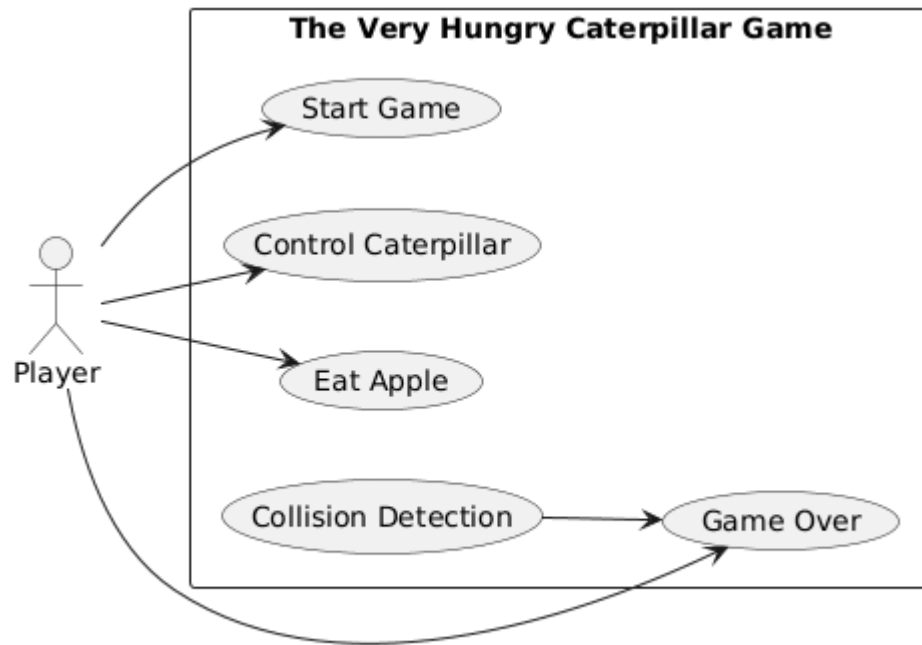 The Very Hungry Caterpillar Game
Start Game
Control Caterpillar
Player
Eat Apple
Collision Detection
Game Over